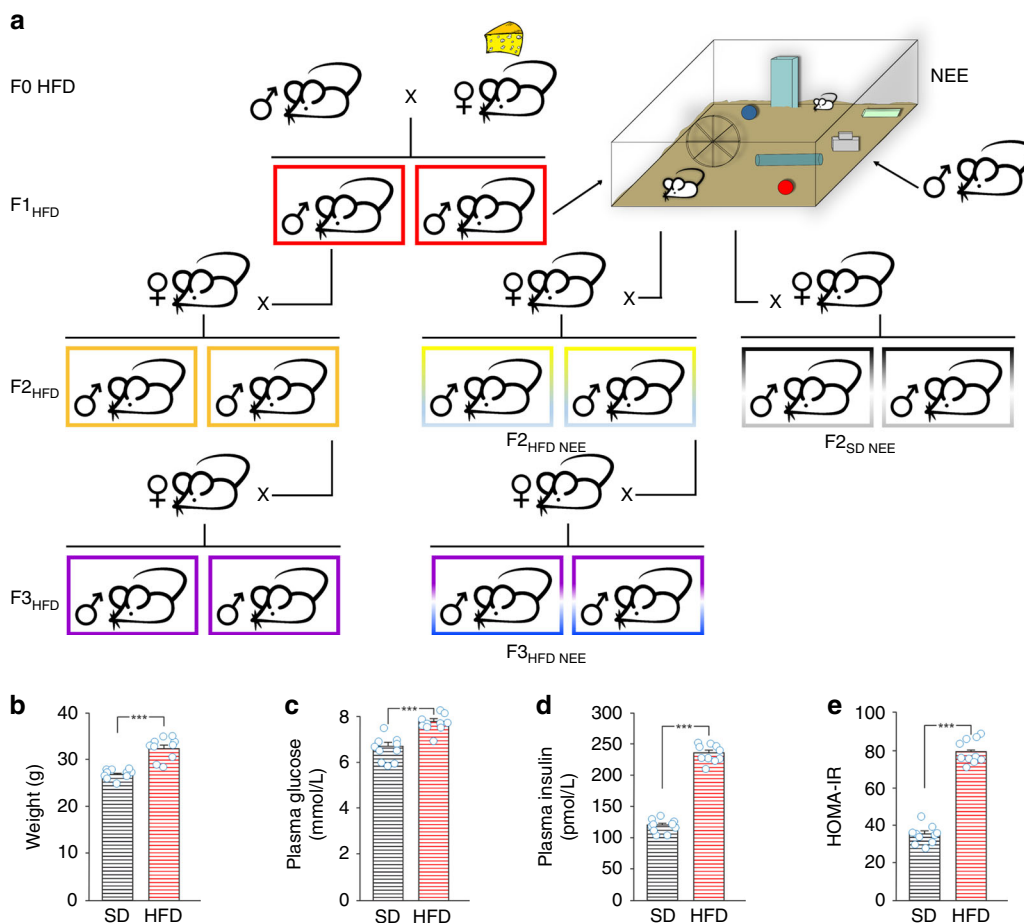 a
F0 HFD
♂
X
♀
NEE
♂
F1HFD
♂
♂
♀
X
♀
X
X
♀
F2HFD
♂
♂
♂
♂
♂
♂
F2HFD NEE
F2SD NEE
♀
X
♀
X
F3HFD
♂
♂
♂
♂
F3HFD NEE
b
Weight (g)
40
30
20
10
0
***
SD HFD
c
Plasma glucose
(mmol/L)
8
6
4
2
0
***
SD HFD
d
Plasma insulin
(pmol/L)
300
250
200
150
100
50
0
***
SD HFD
e
HOMA-IR
100
80
60
40
20
0
***
SD HFD